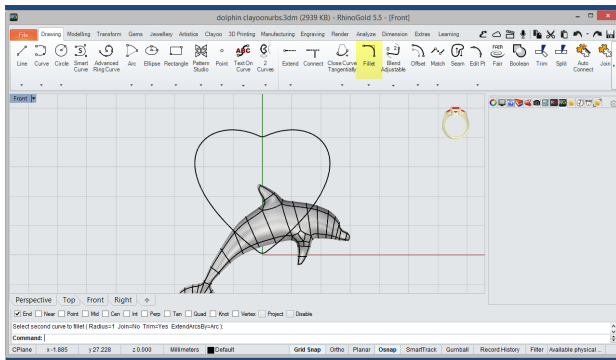 dolphin clayoonurbs.3dm (2939 KB) - RhinoGold 5.5 - [Front]
File Drawing Modelling Transform Gems Jewellery Artistics Clayoo 3D Printing Manufacturing Engraving Render Analyze Dimension Extras Learning
Line Curve Circle Smart Curve Advanced Ring Curve Arc Ellipse Rectangle Pattern Studio Point Text On Curve 2 Curves Extend Connect Close Curve Tangentially Fillet Blend Adjustable Offset Match Seam Edit Pt Fair Boolean Trim Split Auto Connect Join
Front
Perspective Top Front Right
End Near Point Mid Cen Int Perp Tan Quad Knot Vertex Project Disable
Select second curve to fillet ( Radius=1 Join=No Trim=Yes ExtendArcsBy=Arc ):
Command:
CPlane x -1.885 y 27.228 z 0.000 Millimeters Default Grid Snap Ortho Planar Osnap SmartTrack Gumball Record History Filter Available physical ...